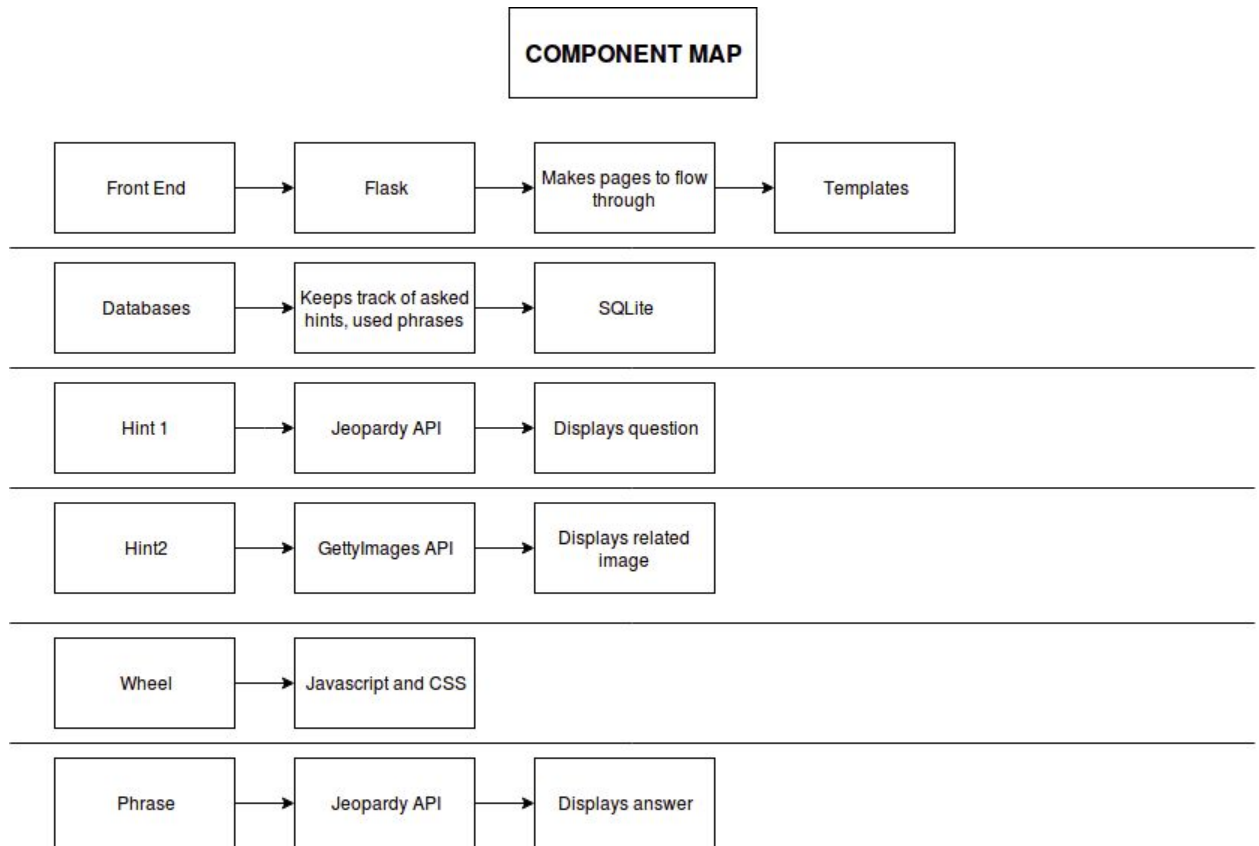 COMPONENT MAP
Front End
Flask
Makes pages to flow
through
Templates
Databases
Keeps track of asked
hints, used phrases
SQLite
Hint 1
Jeopardy API
Displays question
Hint2
GettyImages API
Displays related
image
Wheel
Javascript and CSS
Phrase
Jeopardy API
Displays answer